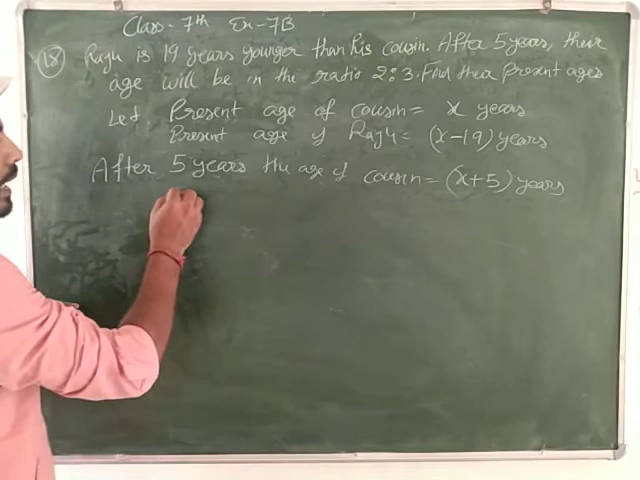 Class - 7th Ex - 7B
(18) Raju is 19 years younger than his cousin. After 5 years, their
age will be in the ratio 2:3. Find their Present ages
Let, Present age of cousin = x years
Present age of Raju = (x-19) years
After 5 years the age of cousin = (x+5) years